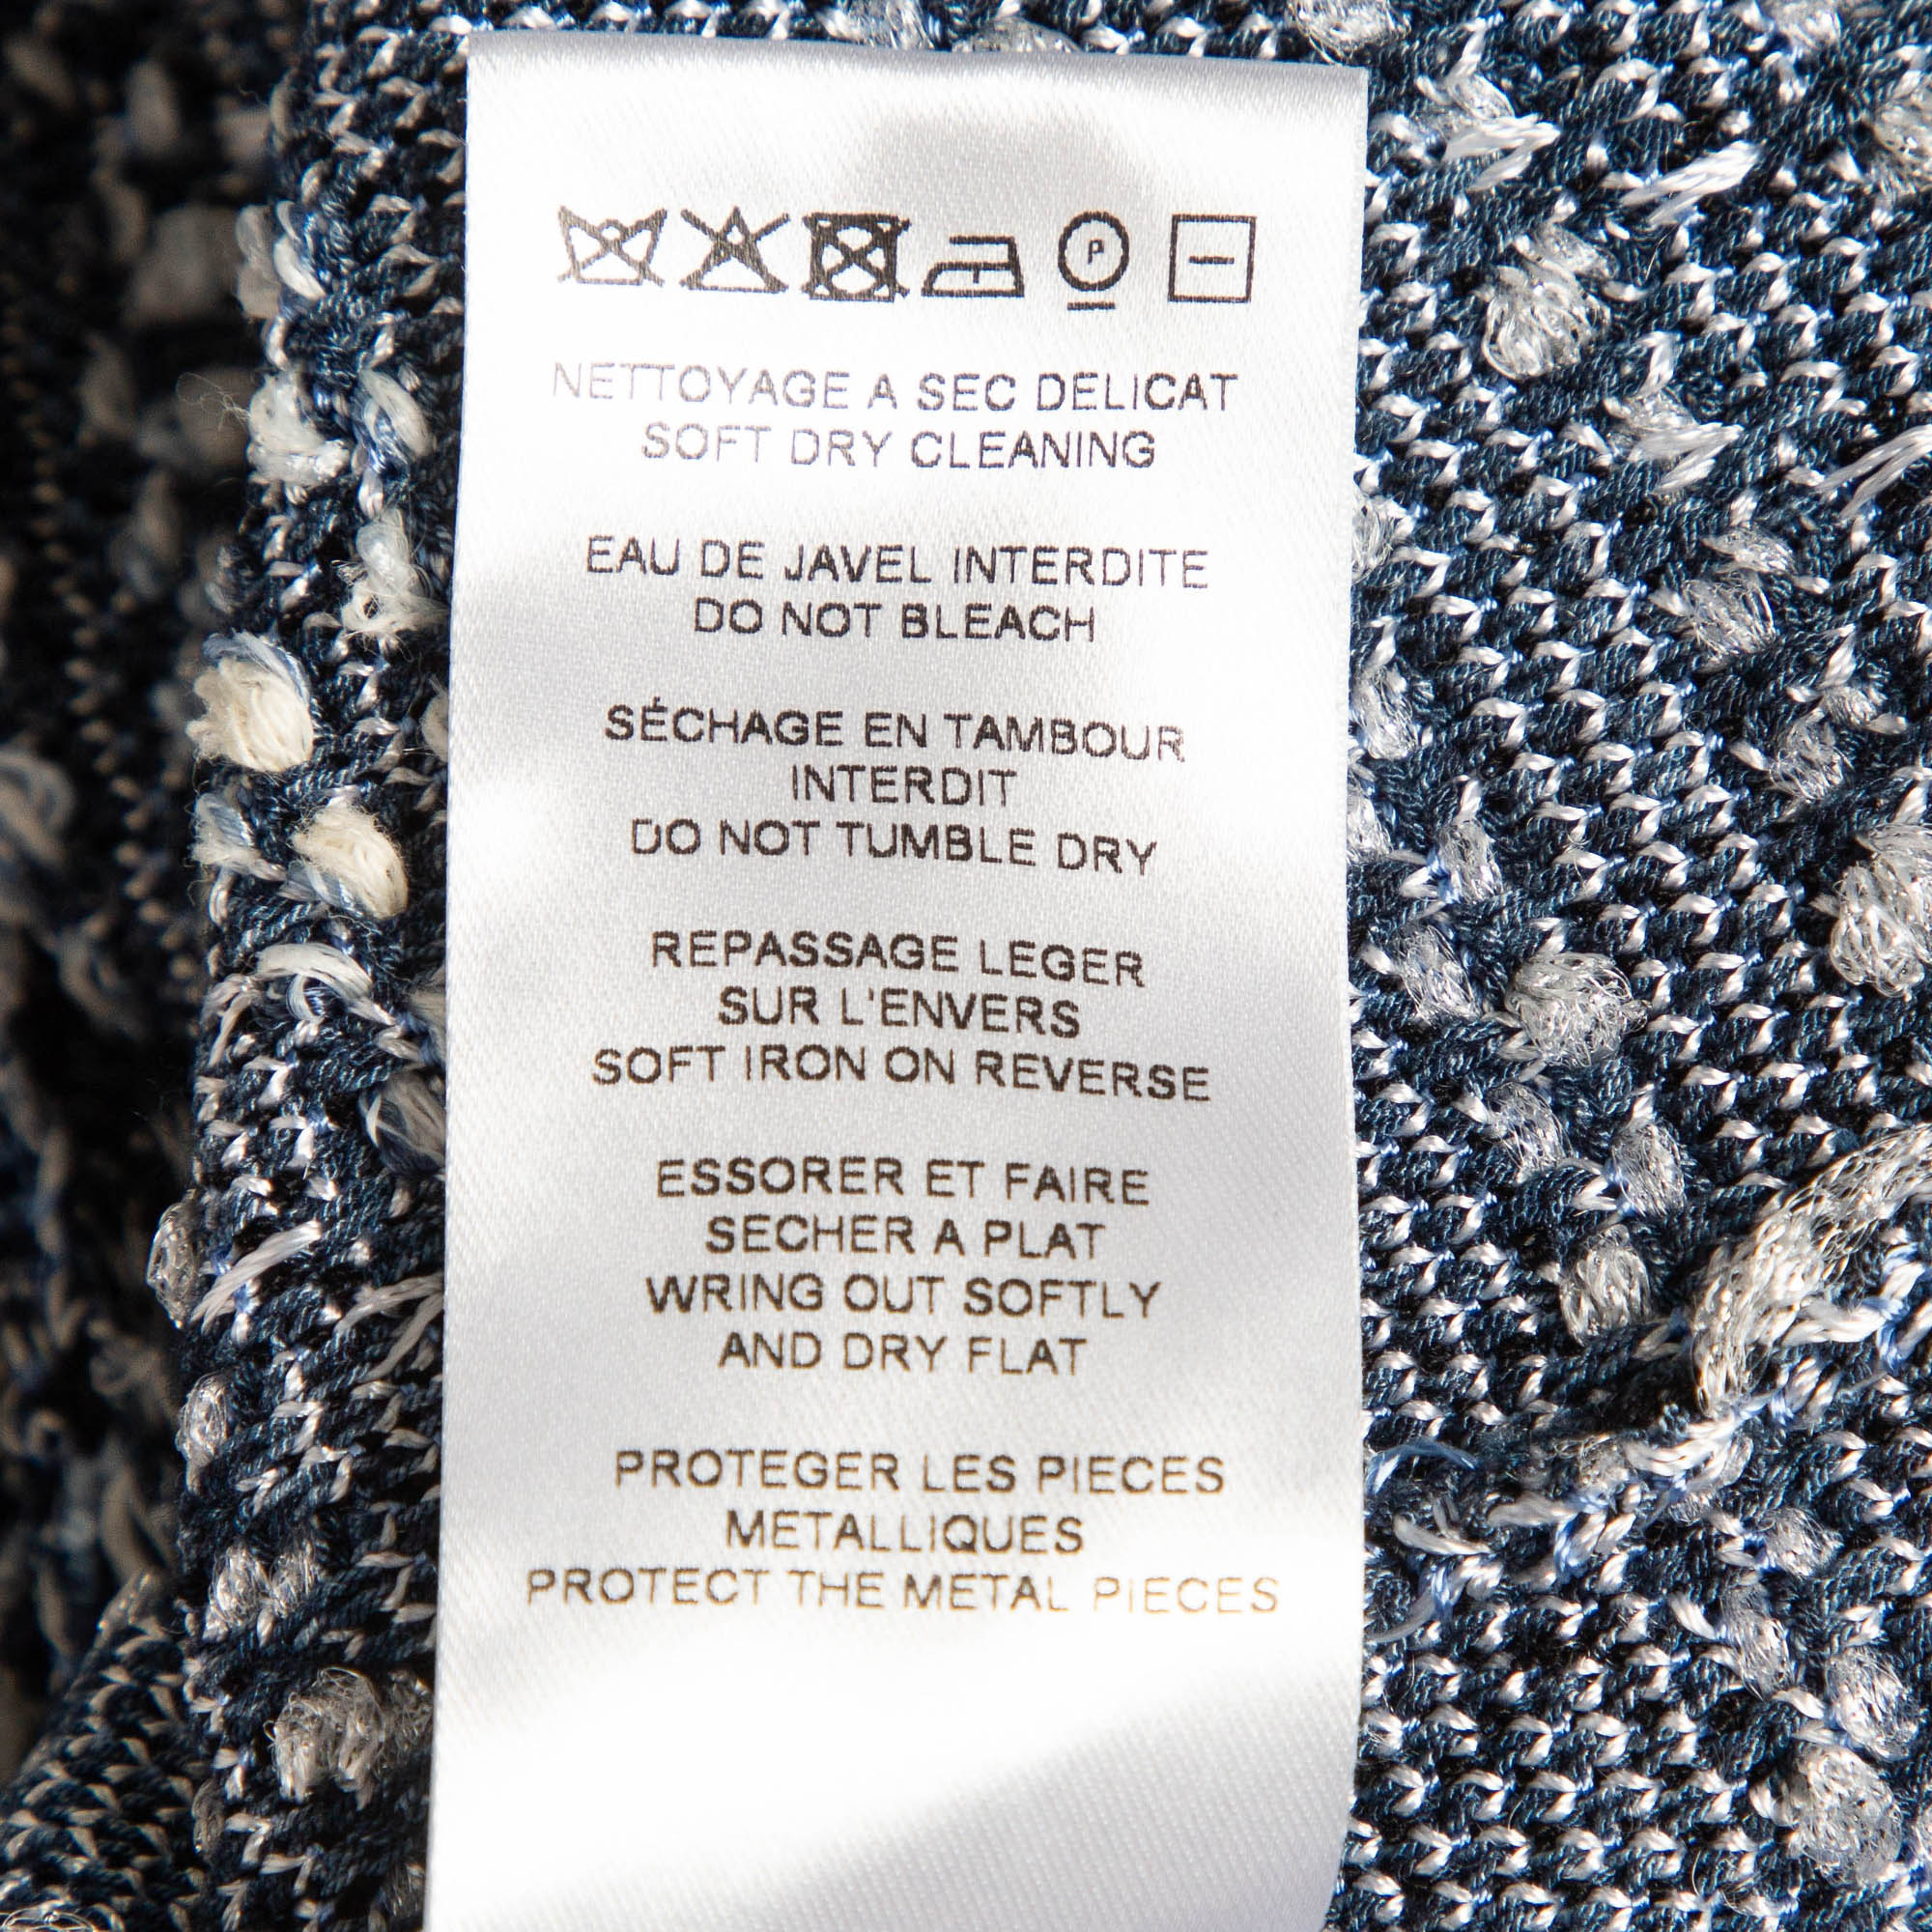 P
NETTOYAGE A SEC DELICAT
SOFT DRY CLEANING
EAU DE JAVEL INTERDITE
DO NOT BLEACH
SÉCHAGE EN TAMBOUR
INTERDIT
DO NOT TUMBLE DRY
REPASSAGE LEGER
SUR L'ENVERS
SOFT IRON ON REVERSE
ESSORER ET FAIRE
SECHER A PLAT
WRING OUT SOFTLY
AND DRY FLAT
PROTEGER LES PIECES
METALLIQUES
PROTECT THE METAL PIECES